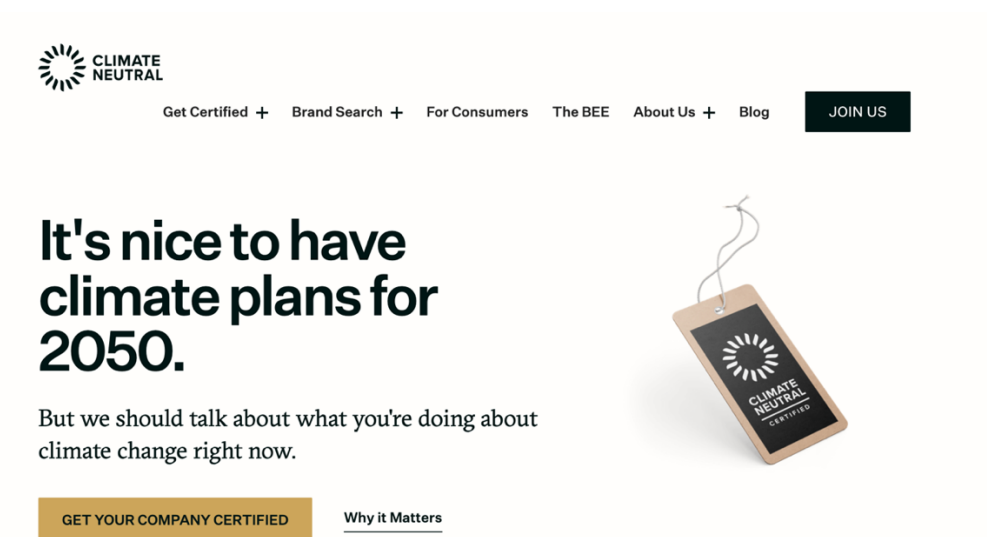 CLIMATE
NEUTRAL
Get Certified +
Brand Search +
For Consumers
The BEE
About Us +
Blog
JOIN US
It's nice to have
climate plans for
2050.
But we should talk about what you're doing about
climate change right now.
GET YOUR COMPANY CERTIFIED
Why it Matters
CLIMATE
NEUTRAL
CERTIFIED